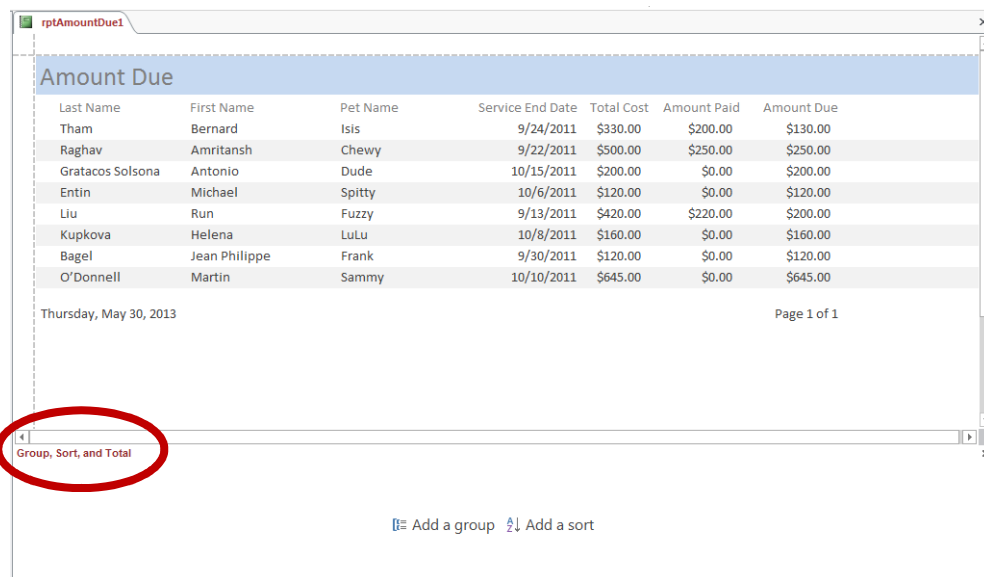 rptAmountDue1
Amount Due
Last Name First Name Pet Name Service End Date Total Cost Amount Paid Amount Due
Tham Bernard Isis 9/24/2011 $330.00 $200.00 $130.00
Raghav Amritansh Chewy 9/22/2011 $500.00 $250.00 $250.00
Gratacos Solsona Antonio Dude 10/15/2011 $200.00 $0.00 $200.00
Entin Michael Spitty 10/6/2011 $120.00 $0.00 $120.00
Liu Run Fuzzy 9/13/2011 $420.00 $220.00 $200.00
Kupkova Helena LuLu 10/8/2011 $160.00 $0.00 $160.00
Bagel Jean Philippe Frank 9/30/2011 $120.00 $0.00 $120.00
O’Donnell Martin Sammy 10/10/2011 $645.00 $0.00 $645.00
Thursday, May 30, 2013 Page 1 of 1
Group, Sort, and Total
Add a group Add a sort